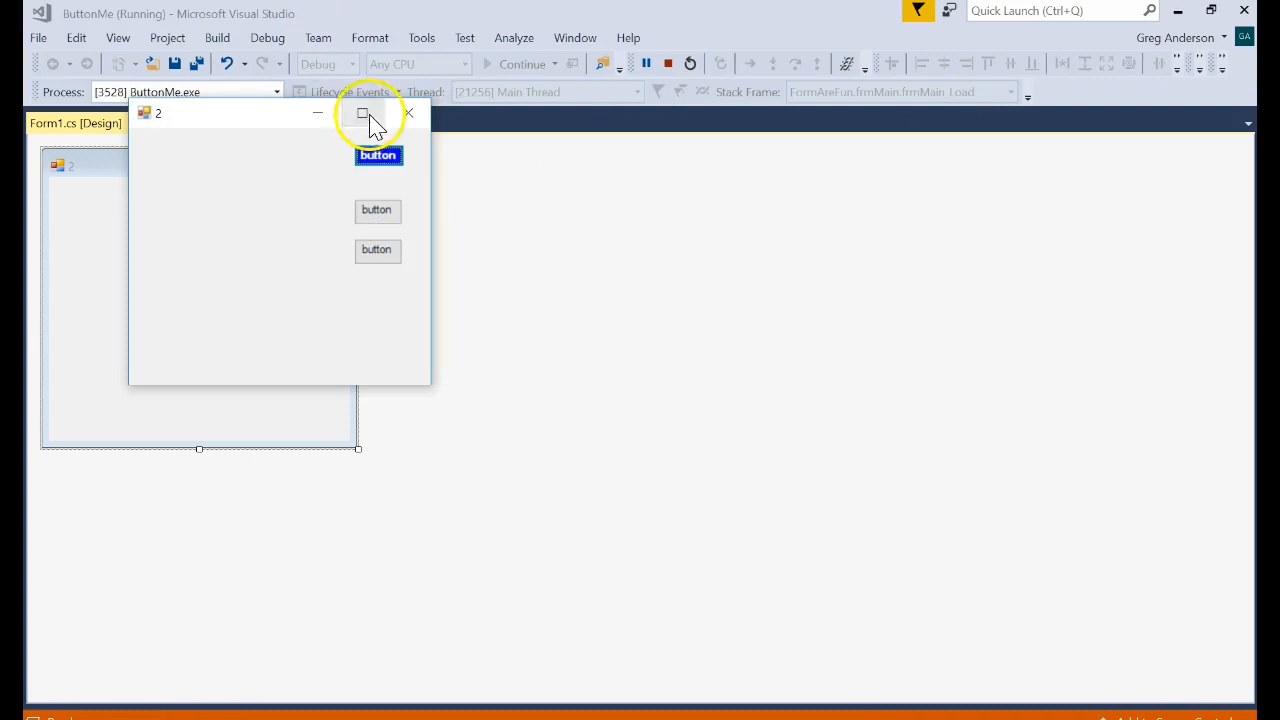 ButtonMe (Running) - Microsoft Visual Studio
Quick Launch (Ctrl+Q)
File Edit View Project Build Debug Team Format Tools Test Analyze Window Help
Greg Anderson GA
Debug Any CPU Continue
Process: [3528] ButtonMe.exe Lifecycle Events Thread: [21256] Main Thread Stack Frame: FormAreFun.frmMain.frmMain_Load
2
Form1.cs [Design]
button
2
button
button